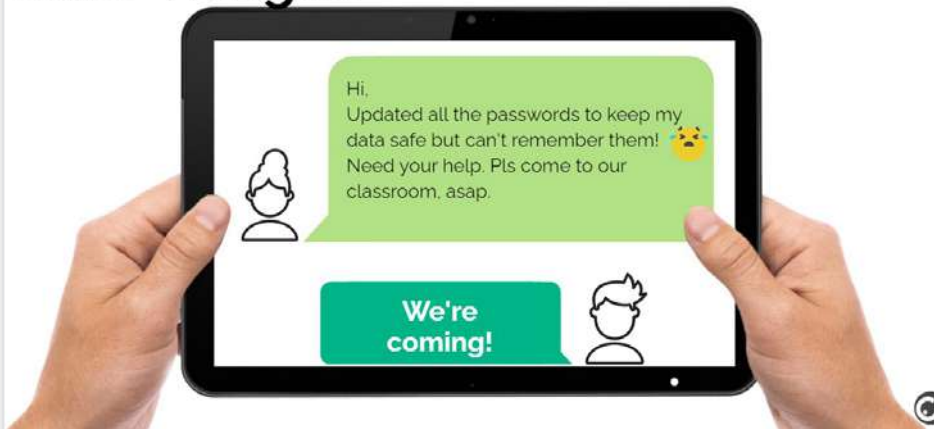 Hi,
Updated all the passwords to keep my
data safe but can't remember them!
Need your help. Pls come to our
classroom, asap.
We're
coming!